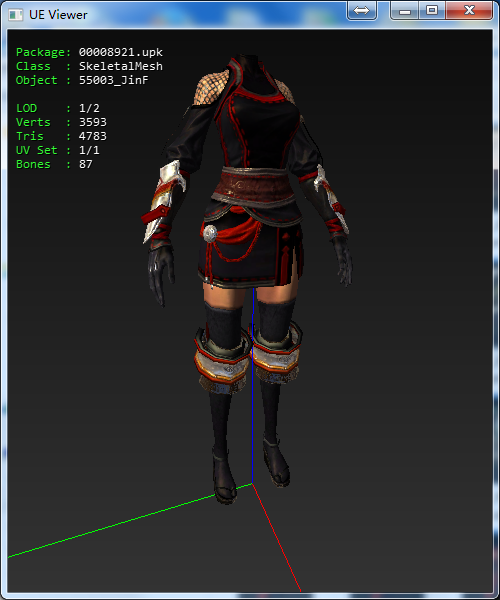 UE Viewer
Package: 00008921.upk
Class : SkeletalMesh
Object : 55003_JinF
LOD : 1/2
Verts : 3593
Tris : 4783
UV Set : 1/1
Bones : 87